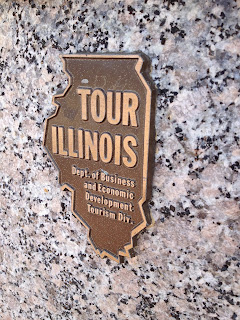 TOUR
ILLINOIS
Dept. of Business
and Economic
Development
Tourism Div.